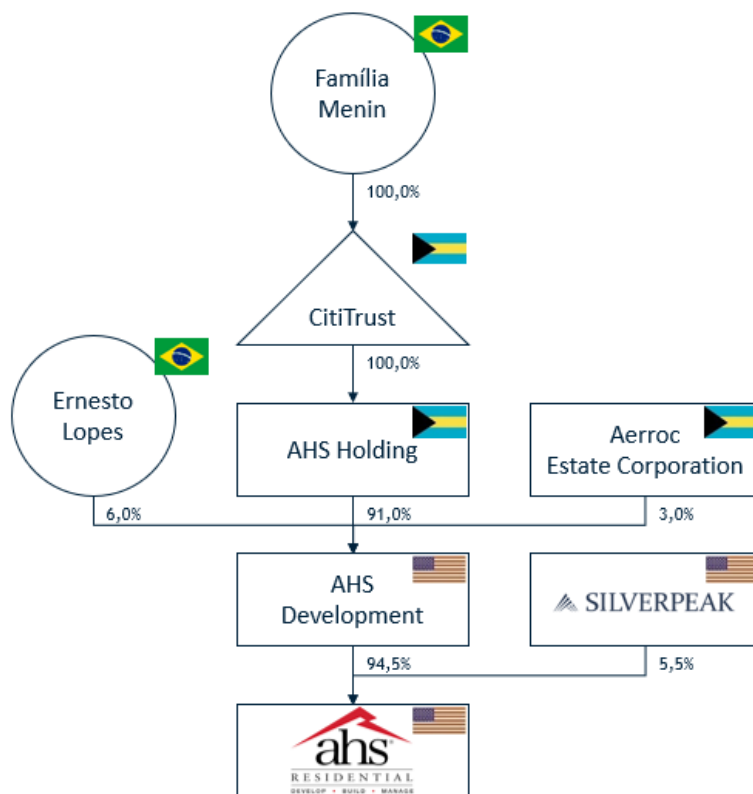 Família
Menin
100,0%
CitiTrust
100,0%
Ernesto
Lopes
AHS Holding
Aerroc
Estate Corporation
6,0%
91,0%
3,0%
AHS
Development
SILVERPEAK
94,5%
5,5%
ahs
RESIDENTIAL
DEVELOP • BUILD • MANAGE